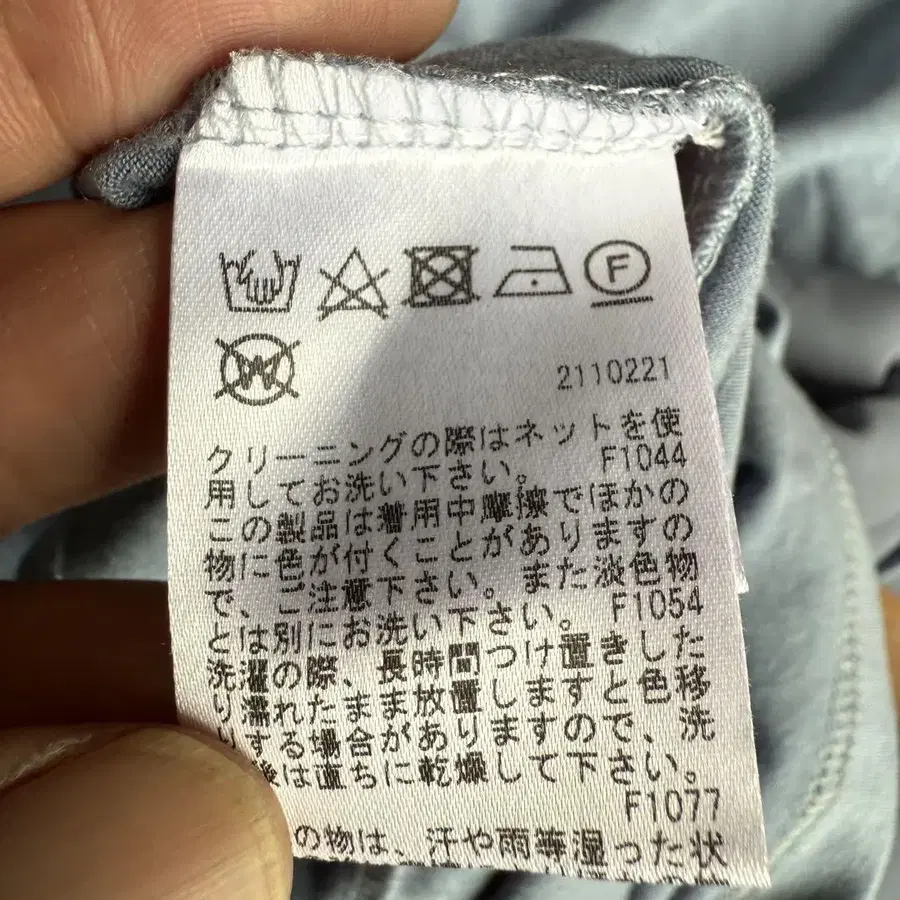 F
W
2110221
クリーニングの際はネットを使
用してお洗い下さい。 F1044
この製品は着用中摩擦でほかの
物に色が付くことがありますの
で、ご注意下さい。また淡色物
とは別にお洗い下さい。 F1054
洗濯の際、長時間つけ置きした
り濡れたまま放置しますと色移
りする場合がありますので、洗
後は直ちに乾燥して下さい。
F1077
の物は、汗や雨等湿った状